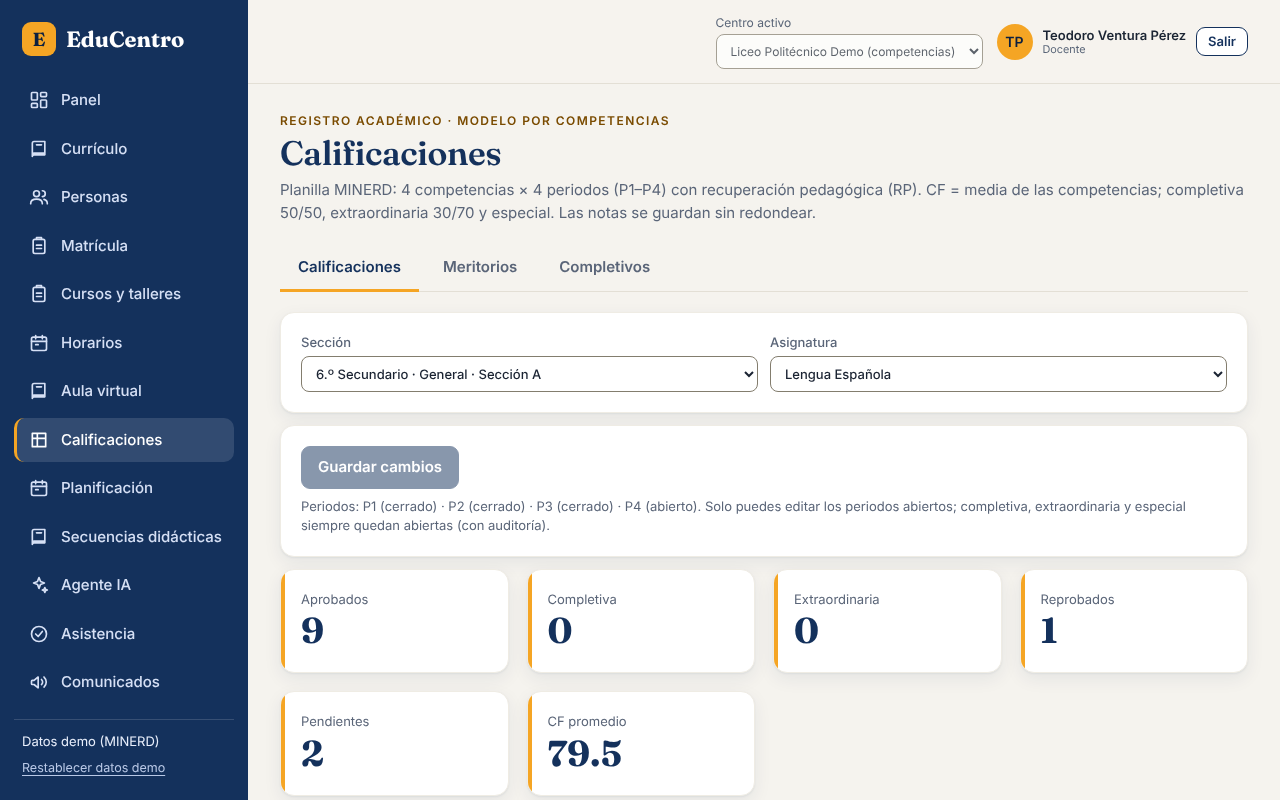 E EduCentro
Panel
Currículo
Personas
Matrícula
Cursos y talleres
Horarios
Aula virtual
Calificaciones
Planificación
Secuencias didácticas
Agente IA
Asistencia
Comunicados
Datos demo (MINERD)
Restablecer datos demo
Centro activo
Liceo Politécnico Demo (competencias)
TP
Teodoro Ventura Pérez
Docente
Salir
REGISTRO ACADÉMICO · MODELO POR COMPETENCIAS
Calificaciones
Planilla MINERD: 4 competencias × 4 periodos (P1–P4) con recuperación pedagógica (RP). CF = media de las competencias; completiva
50/50, extraordinaria 30/70 y especial. Las notas se guardan sin redondear.
Calificaciones Meritorios Completivos
Sección
6.º Secundario · General · Sección A
Asignatura
Lengua Española
Guardar cambios
Periodos: P1 (cerrado) · P2 (cerrado) · P3 (cerrado) · P4 (abierto). Solo puedes editar los periodos abiertos; completiva, extraordinaria y especial
siempre quedan abiertas (con auditoría).
Aprobados
9
Completiva
0
Extraordinaria
0
Reprobados
1
Pendientes
2
CF promedio
79.5